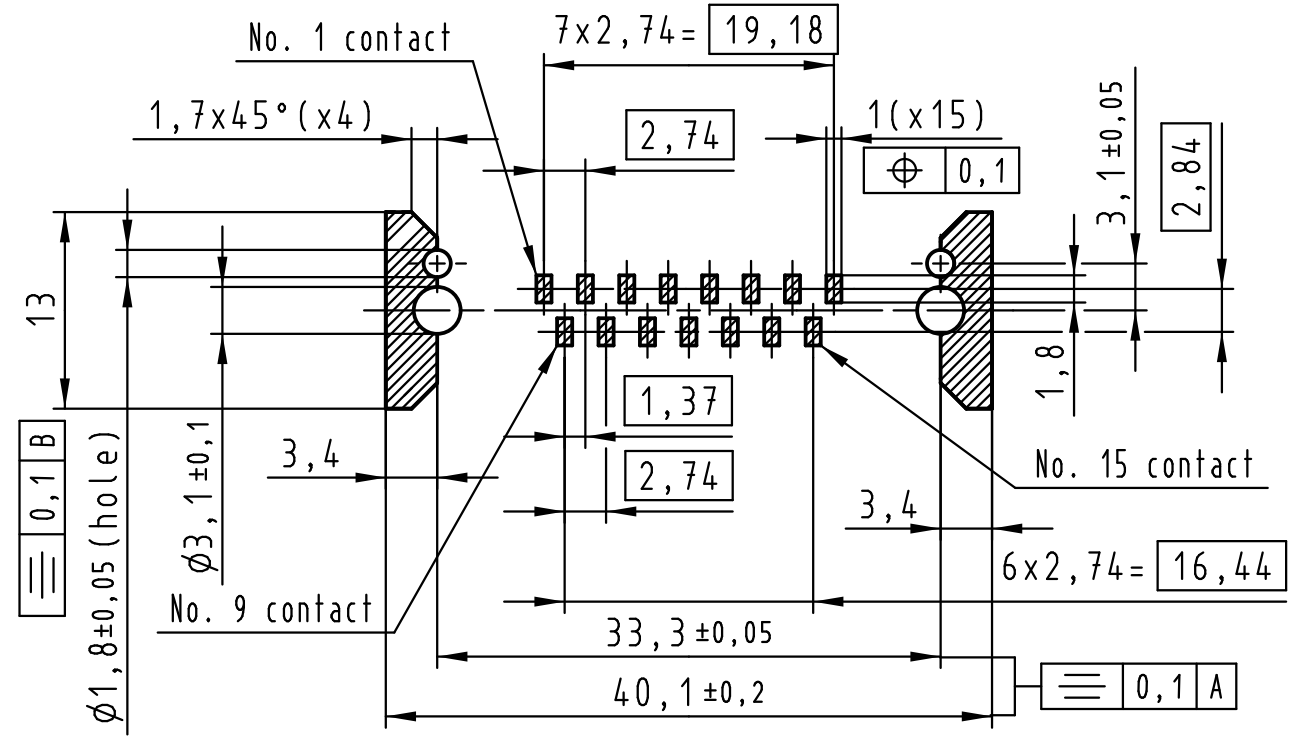 7x2,74= 19,18
No. 1 contact
1,7x45°(x4)
2,74
1(x15)
⌖ 0,1
3,1±0,05
2,84
13
1,8
1,37
3,4
2,74
No. 15 contact
⌯ 0,1 B
ø1,8±0,05(hole)
ø3,1±0,1
3,4
6x2,74= 16,44
No. 9 contact
33,3±0,05
40,1±0,2
⌯ 0,1 A